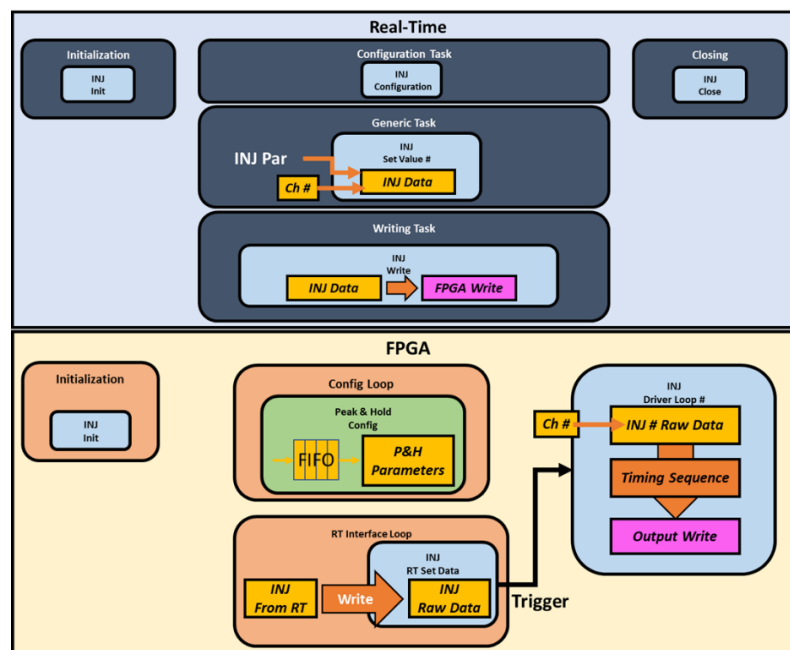 Real-Time
Initialization
INJ
Init
Configuration Task
INJ
Configuration
Closing
INJ
Close
Generic Task
INJ
Set Value #
INJ Par
INJ Data
Ch #
Writing Task
INJ
Write
INJ Data
FPGA Write
FPGA
Initialization
INJ
Init
Config Loop
Peak & Hold
Config
FIFO
P&H
Parameters
RT Interface Loop
INJ
RT Set Data
INJ
From RT
Write
INJ
Raw Data
Trigger
INJ
Driver Loop #
Ch #
INJ # Raw Data
Timing Sequence
Output Write